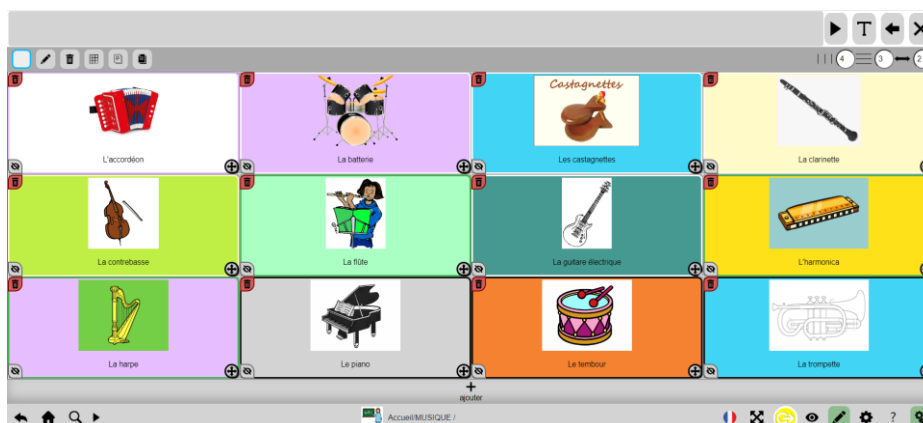 T
4
3
2
Castagnettes
L'accordéon
La batterie
Les castagnettes
La clarinette
La contrebasse
La flûte
La guitare électrique
L'harmonica
La harpe
Le piano
Le tembour
La trompette
ajouter
Accueil/MUSIQUE /
?